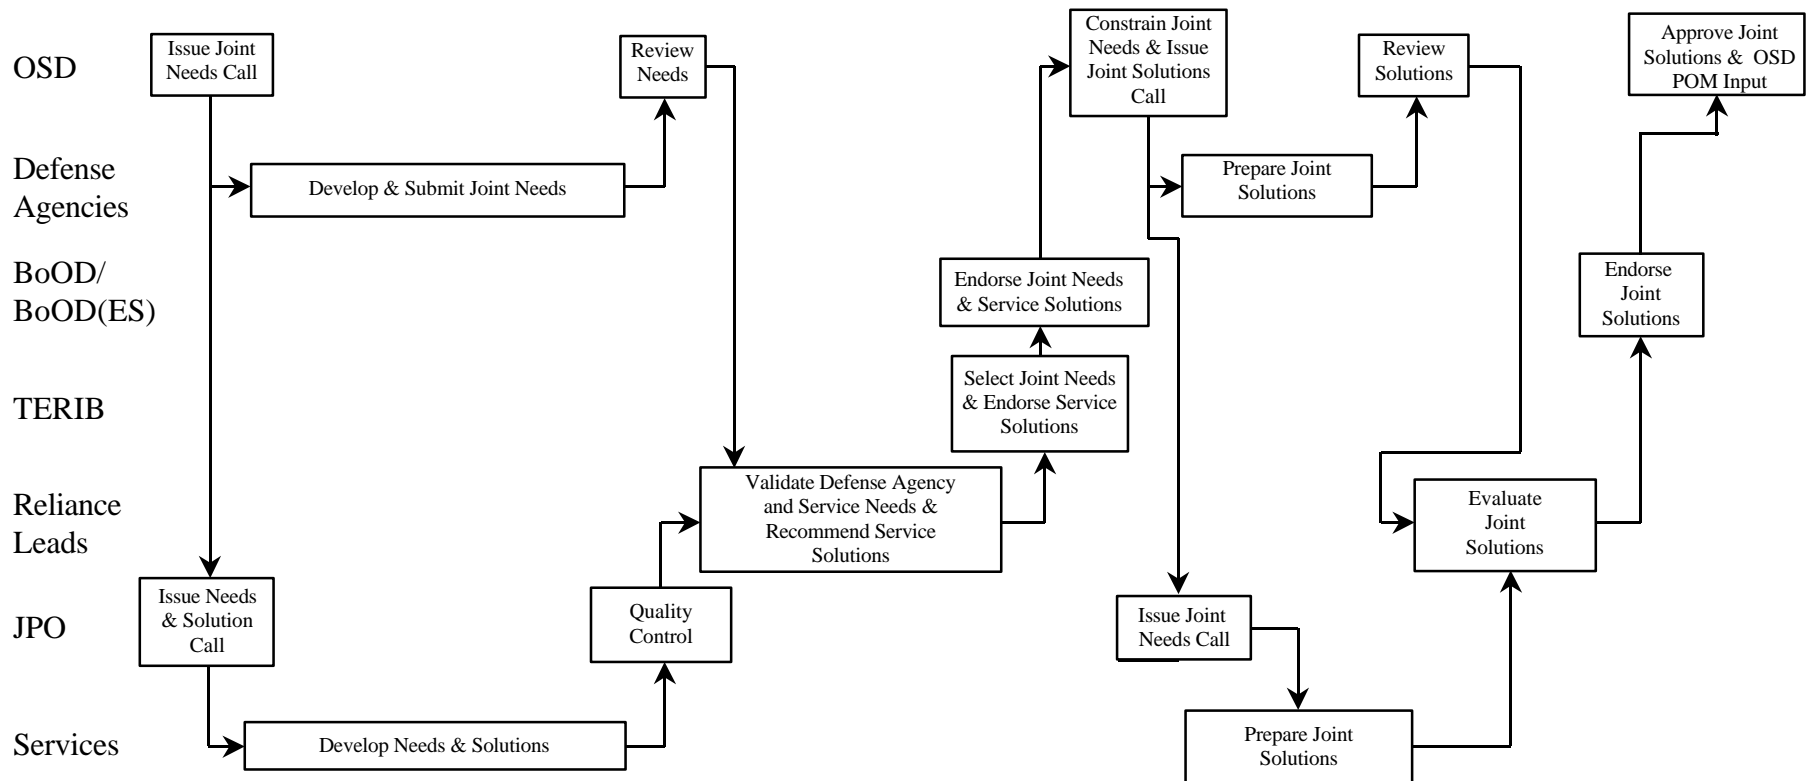 OSD
Issue Joint
Needs Call
Review
Needs
Constrain Joint
Needs & Issue
Joint Solutions
Call
Review
Solutions
Approve Joint
Solutions & OSD
POM Input
Defense
Agencies
Develop & Submit Joint Needs
Prepare Joint
Solutions
BoOD/
BoOD(ES)
Endorse Joint Needs
& Service Solutions
Endorse
Joint
Solutions
TERIB
Select Joint Needs
& Endorse Service
Solutions
Reliance
Leads
Validate Defense Agency
and Service Needs &
Recommend Service
Solutions
Evaluate
Joint
Solutions
JPO
Issue Needs
& Solution
Call
Quality
Control
Issue Joint
Needs Call
Services
Develop Needs & Solutions
Prepare Joint
Solutions